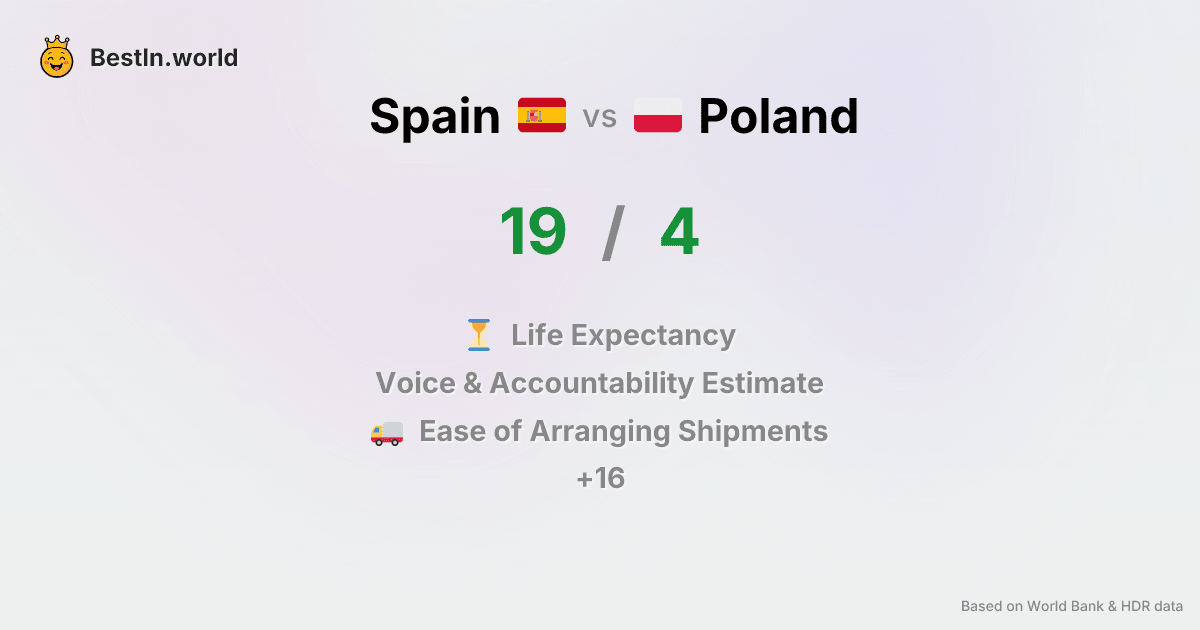 BestIn.world
Spain vs Poland
19 / 4
Life Expectancy
Voice & Accountability Estimate
Ease of Arranging Shipments
+16
Based on World Bank & HDR data